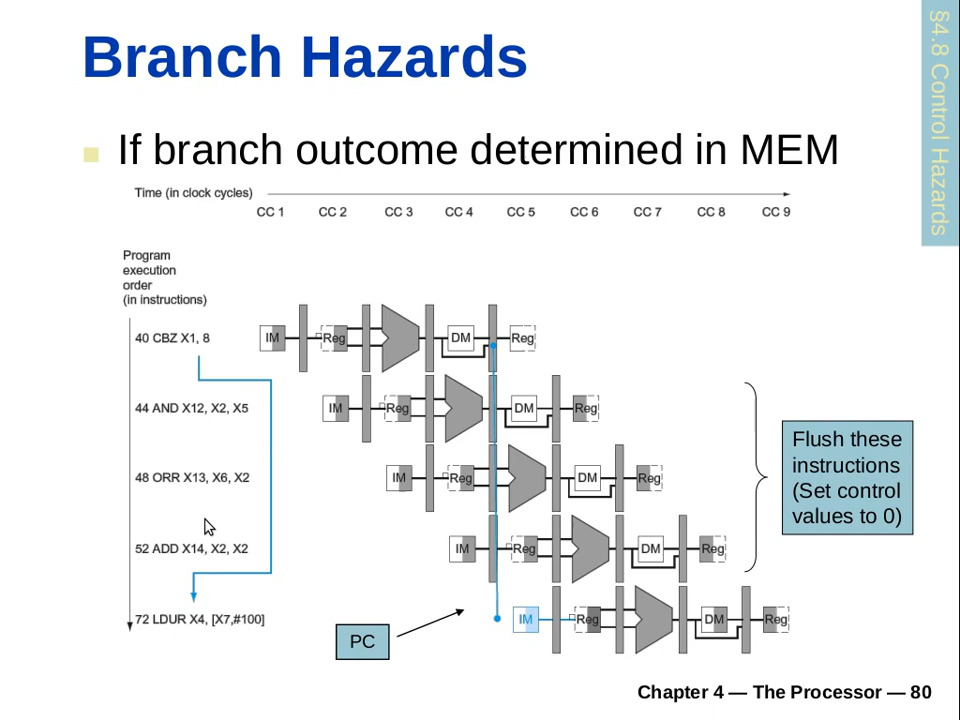 Branch Hazards
§4.8 Control Hazards
If branch outcome determined in MEM
Time (in clock cycles)
CC 1 CC 2 CC 3 CC 4 CC 5 CC 6 CC 7 CC 8 CC 9
Program
execution
order
(in instructions)
40 CBZ X1, 8 IM Reg DM Reg
44 AND X12, X2, X5 IM Reg DM Reg
48 ORR X13, X6, X2 IM Reg DM Reg
52 ADD X14, X2, X2 IM Reg DM Reg
72 LDUR X4, [X7,#100] IM Reg DM Reg
Flush these
instructions
(Set control
values to 0)
PC
Chapter 4 — The Processor — 80